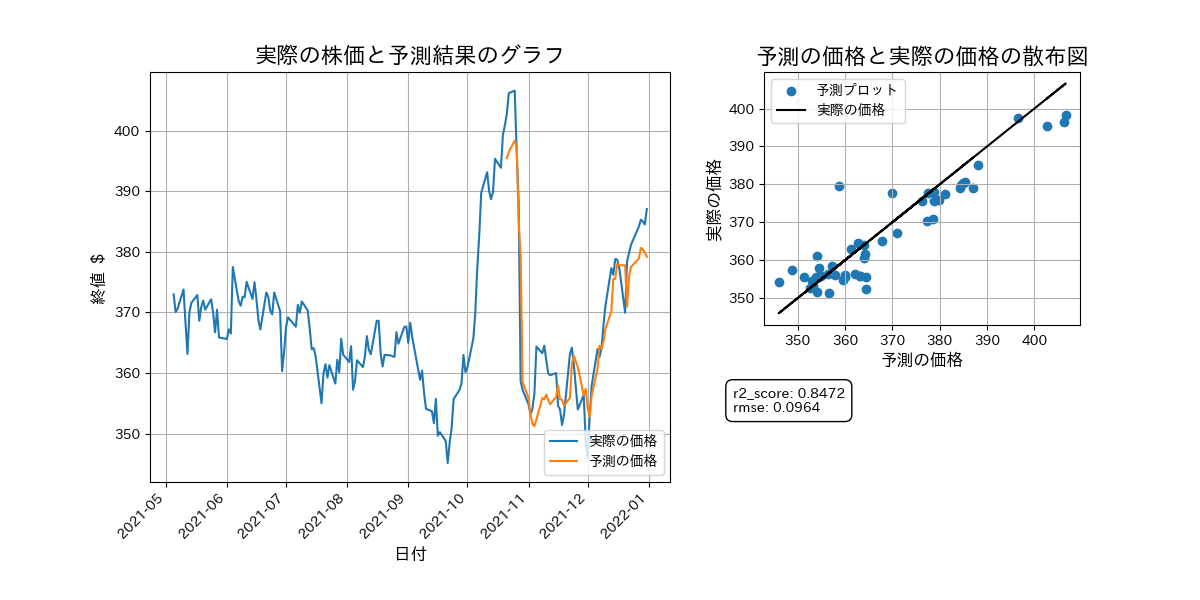 実際の株価と予測結果のグラフ
終値 $
400
390
380
370
360
350
実際の価格
予測の価格
2021-05
2021-06
2021-07
2021-08
2021-09
2021-10
2021-11
2021-12
2022-01
日付
予測の価格と実際の価格の散布図
予測プロット
実際の価格
実際の価格
400
390
380
370
360
350
350
360
370
380
390
400
予測の価格
r2_score: 0.8472
rmse: 0.0964